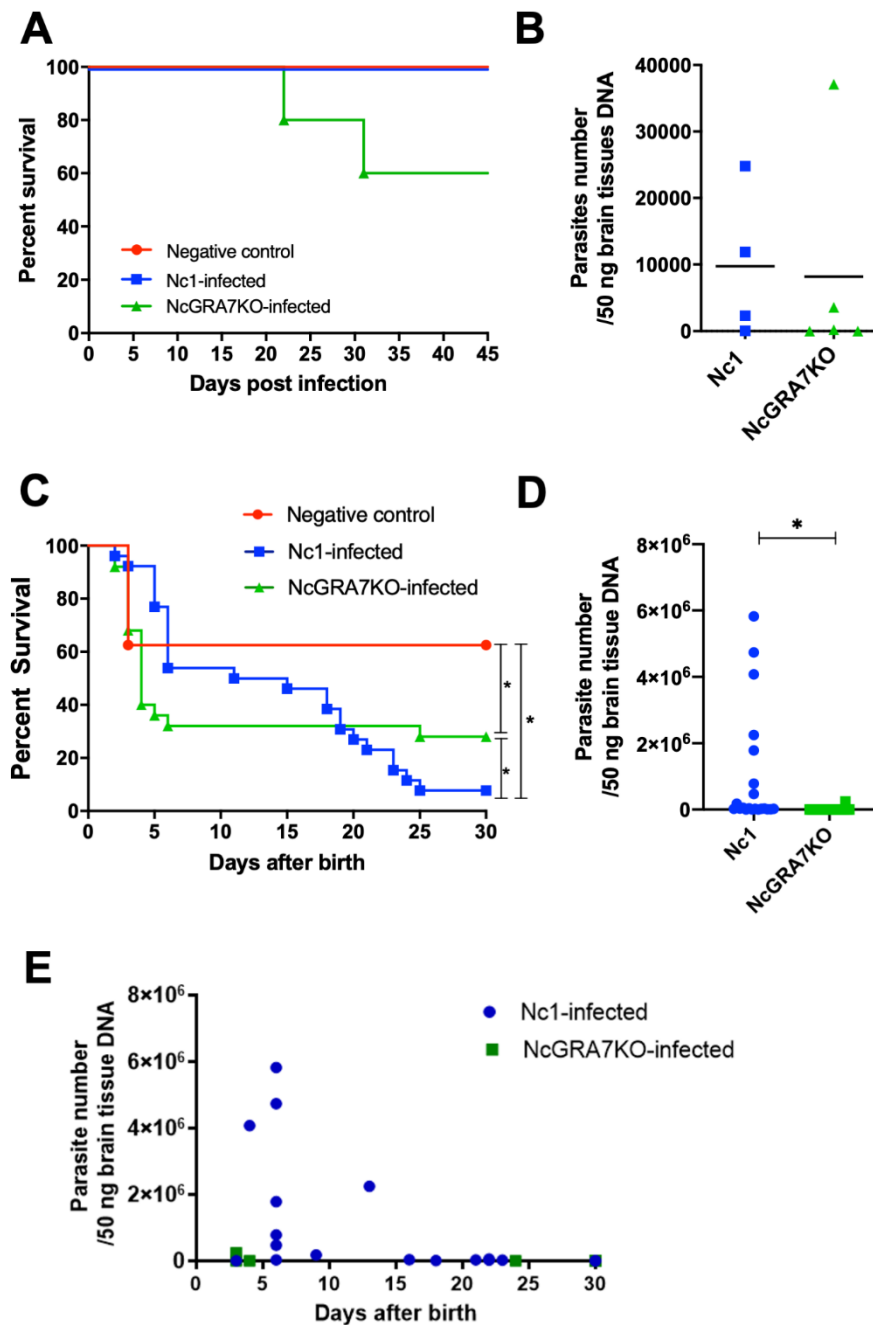 A
Percent survival
100
80
60
40
20
0
Negative control
Nc1-infected
NcGRA7KO-infected
0 5 10 15 20 25 30 35 40 45
Days post infection
B
Parasites number
/50 ng brain tissues DNA
40000
30000
20000
10000
0
Nc1
NcGRA7KO
C
Negative control
Nc1-infected
NcGRA7KO-infected
Percent Survival
100
80
60
40
20
0
* * *
0 5 10 15 20 25 30
Days after birth
D
Parasite number
/50 ng brain tissue DNA
*
8×10⁶
6×10⁶
4×10⁶
2×10⁶
0
Nc1
NcGRA7KO
E
Parasite number
/50 ng brain tissue DNA
8×10⁶
6×10⁶
4×10⁶
2×10⁶
0
Nc1-infected
NcGRA7KO-infected
0 5 10 15 20 25 30
Days after birth